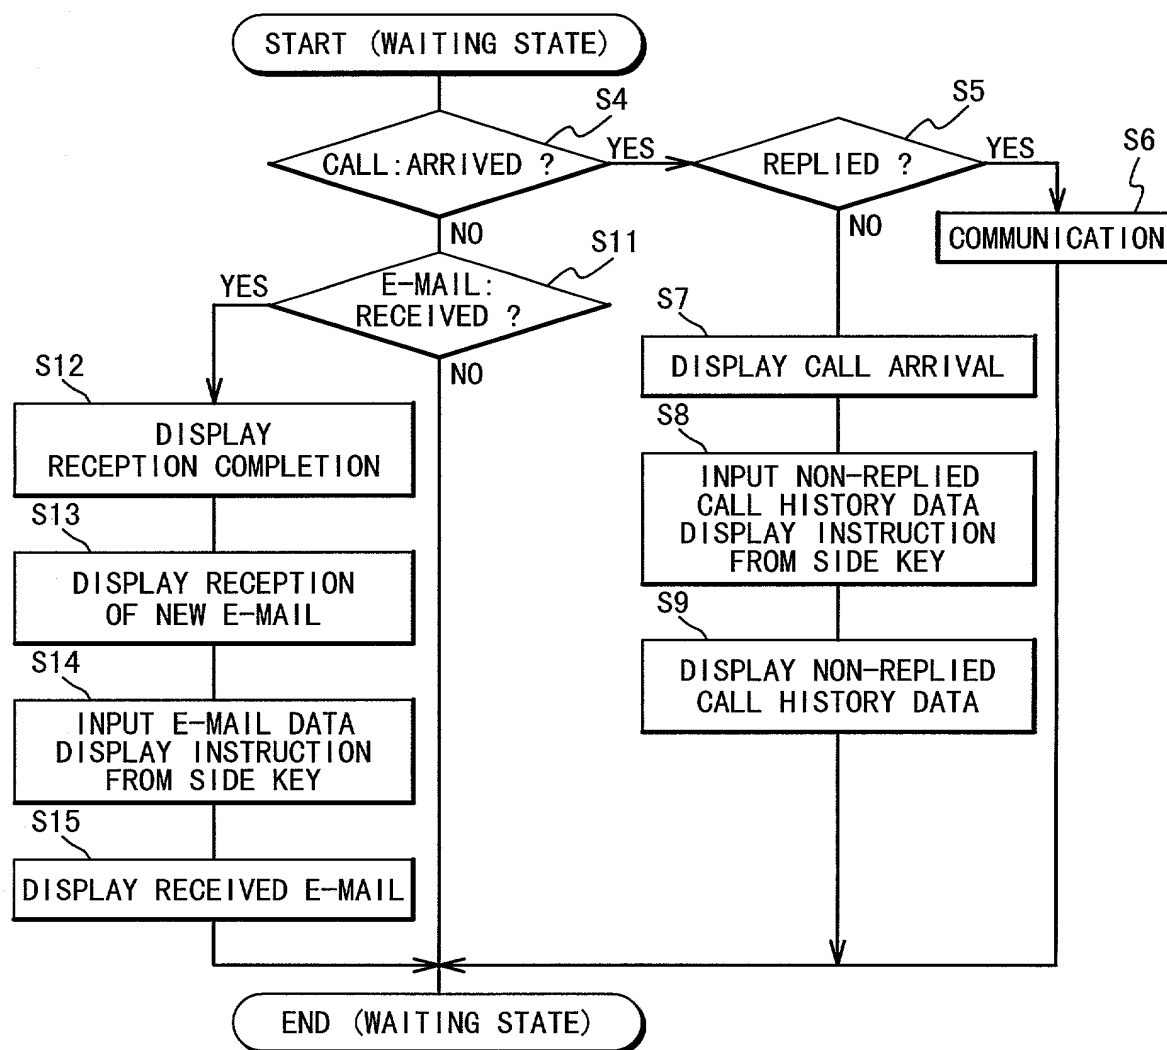 START (WAITING STATE)
S4
CALL:ARRIVED ?
YES
NO
S5
REPLIED ?
YES
NO
S6
COMMUNICATION
S11
E-MAIL:
RECEIVED ?
YES
NO
S7
DISPLAY CALL ARRIVAL
S8
INPUT NON-REPLIED
CALL HISTORY DATA
DISPLAY INSTRUCTION
FROM SIDE KEY
S9
DISPLAY NON-REPLIED
CALL HISTORY DATA
S12
DISPLAY
RECEPTION COMPLETION
S13
DISPLAY RECEPTION
OF NEW E-MAIL
S14
INPUT E-MAIL DATA
DISPLAY INSTRUCTION
FROM SIDE KEY
S15
DISPLAY RECEIVED E-MAIL
END (WAITING STATE)